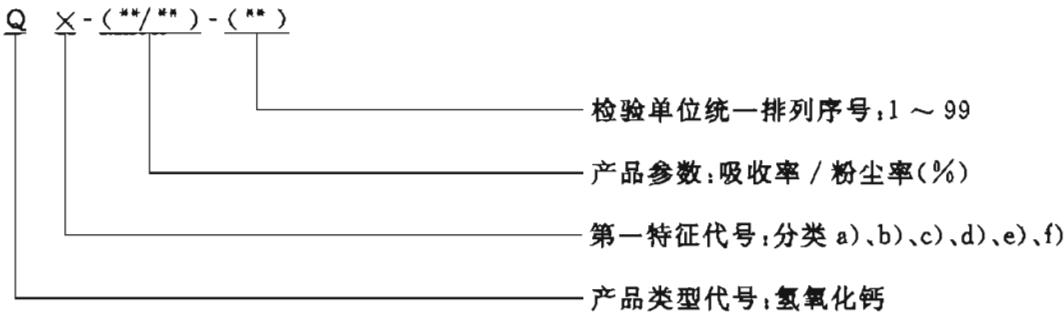 Q X-(**/**)-(**)
检验单位统一排列序号:1 ~ 99
产品参数:吸收率 / 粉尘率(%)
第一特征代号:分类 a)、b)、c)、d)、e)、f)
产品类型代号:氢氧化钙